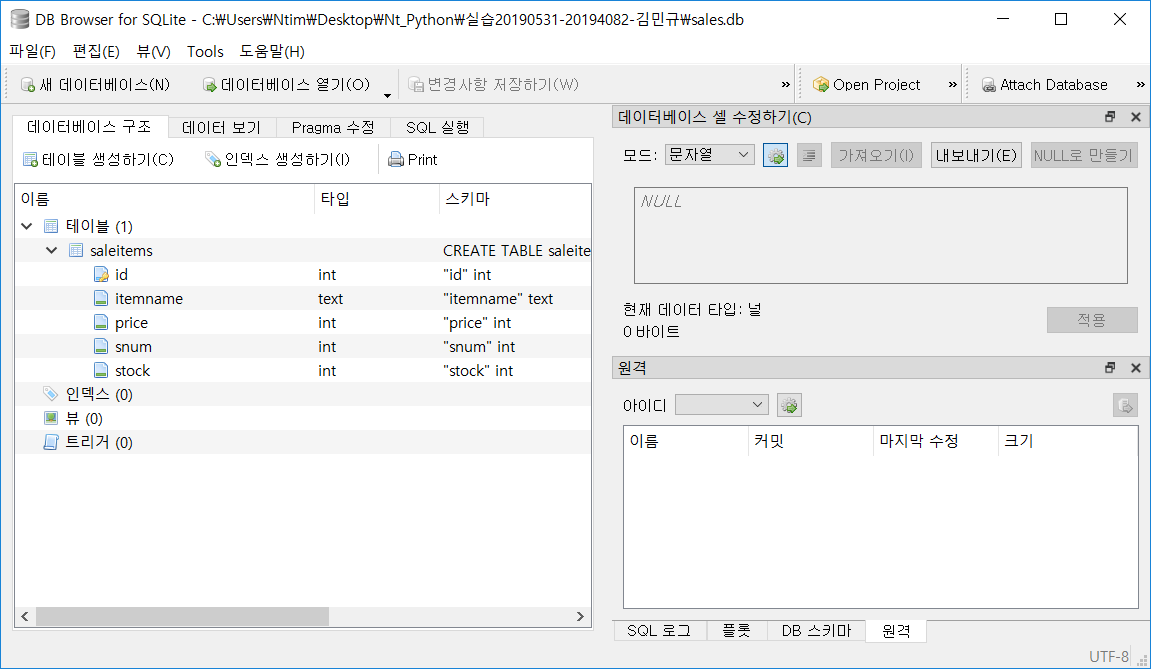 DB Browser for SQLite - C:₩Users₩Ntim₩Desktop₩Nt_Python₩실습20190531-20194082-김민규₩sales.db
파일(F) 편집(E) 뷰(V) Tools 도움말(H)
새 데이터베이스(N) 데이터베이스 열기(O) 변경사항 저장하기(W) » Open Project » Attach Database »
데이터베이스 구조 데이터 보기 Pragma 수정 SQL 실행
테이블 생성하기(C) 인덱스 생성하기(I) Print
이름 타입 스키마
테이블 (1)
saleitems CREATE TABLE saleite
id int "id" int
itemname text "itemname" text
price int "price" int
snum int "snum" int
stock int "stock" int
인덱스 (0)
뷰 (0)
트리거 (0)
데이터베이스 셀 수정하기(C)
모드: 문자열 가져오기(I) 내보내기(E) NULL로 만들기
NULL
현재 데이터 타입: 널
0 바이트
적용
원격
아이디
이름 커밋 마지막 수정 크기
SQL 로그 플롯 DB 스키마 원격
UTF-8